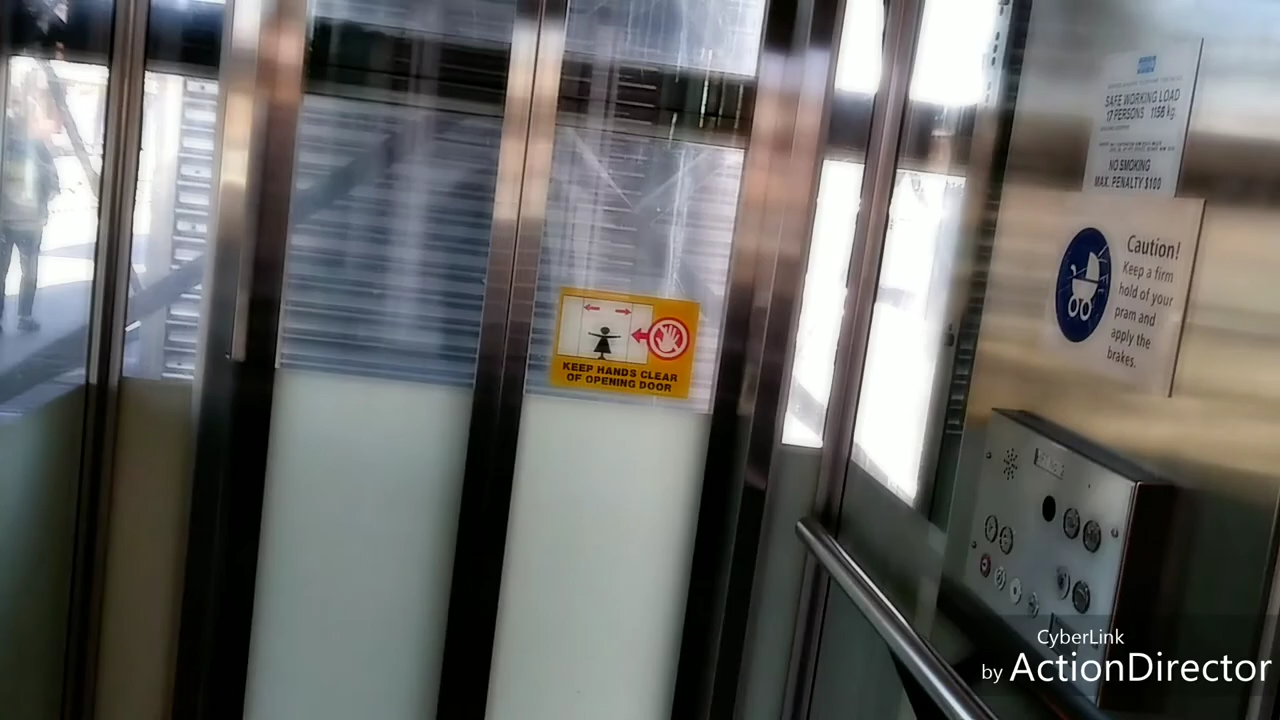 SAFE WORKING LOAD
17 PERSONS 1156 kg
NO SMOKING
MAX. PENALTY $100
Caution!
Keep a firm
hold of your
pram and
apply the
brakes.
KEEP HANDS CLEAR
OF OPENING DOOR
CyberLink
by ActionDirector